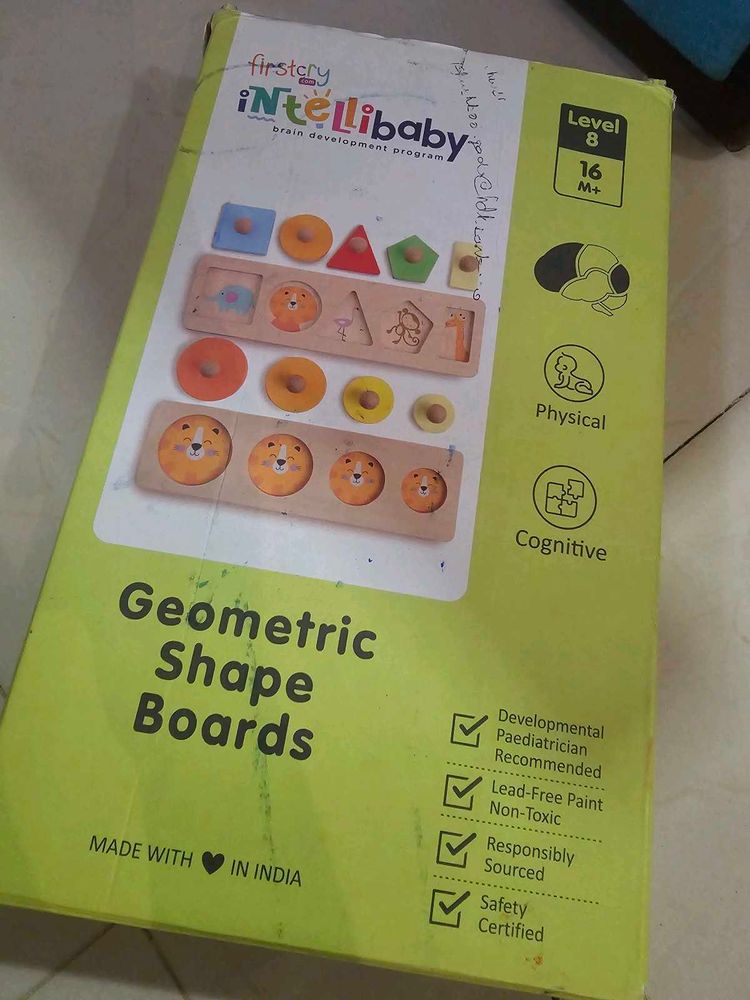 firstcry
.com
iNtellibaby
brain development program
Level
8
16
M+
Physical
Cognitive
Geometric
Shape
Boards
Developmental
Paediatrician
Recommended
Lead-Free Paint
Non-Toxic
Responsibly
Sourced
Safety
Certified
MADE WITH ♥ IN INDIA